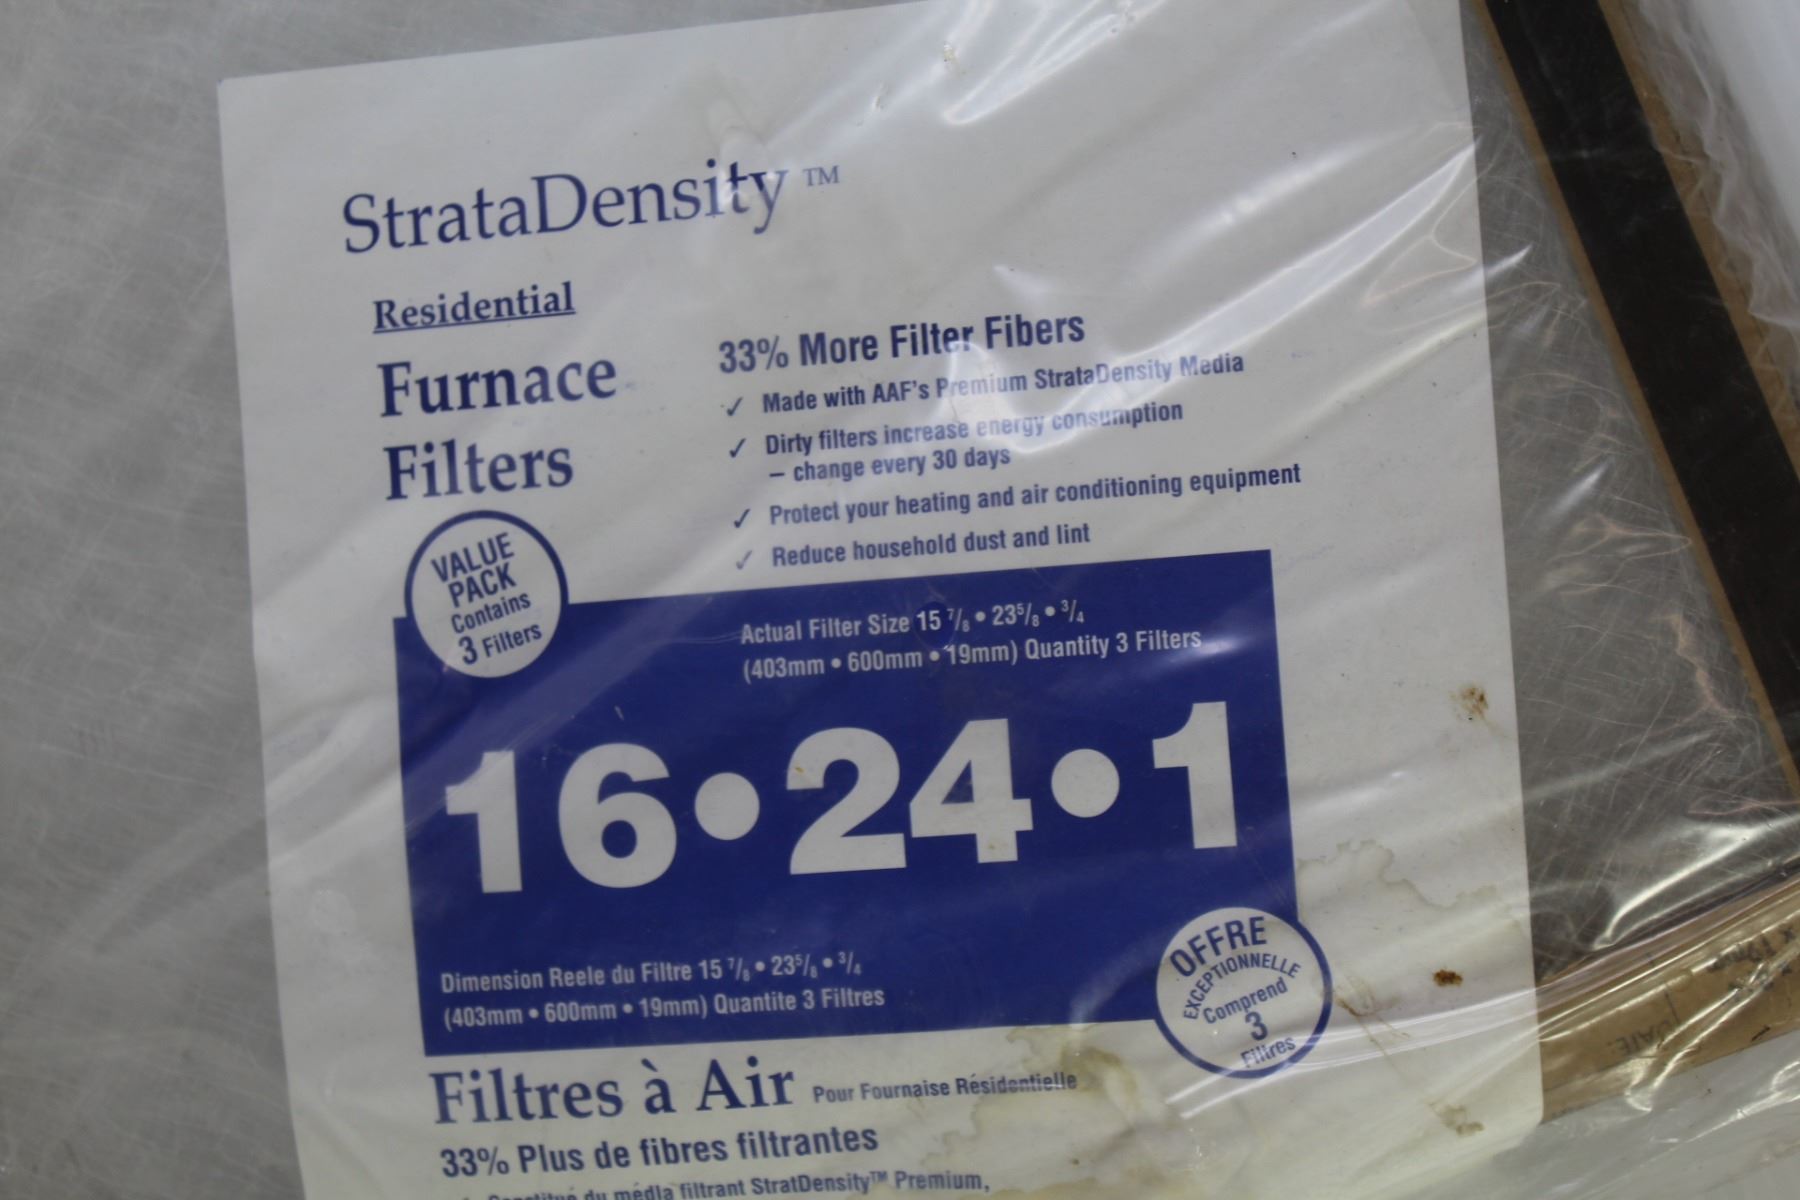 StrataDensity™
Residential
Furnace
Filters
33% More Filter Fibers
✓ Made with AAF's Premium StrataDensity Media
✓ Dirty filters increase energy consumption
– change every 30 days
✓ Protect your heating and air conditioning equipment
✓ Reduce household dust and lint
VALUE
PACK
Contains
3 Filters
Actual Filter Size 15 7/8 • 23 5/8 • 3/4
(403mm • 600mm • 19mm) Quantity 3 Filters
16•24•1
Dimension Reele du Filtre 15 7/8 • 23 5/8 • 3/4
(403mm • 600mm • 19mm) Quantite 3 Filtres
OFFRE
EXCEPTIONNELLE
Comprend
3
Filtres
Filtres à Air Pour Fournaise Résidentielle
33% Plus de fibres filtrantes
Constitué du média filtrant StratDensity™ Premium,
DATE: